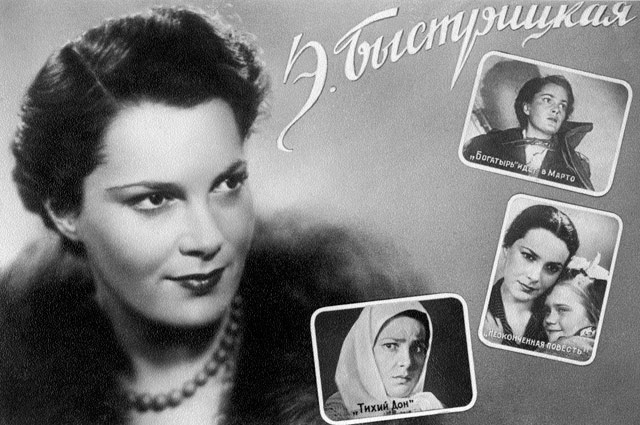 Э. Быстрицкая
„Богатырь" идет в Марто
„Неоконченная повесть"
„Тихий Дон"